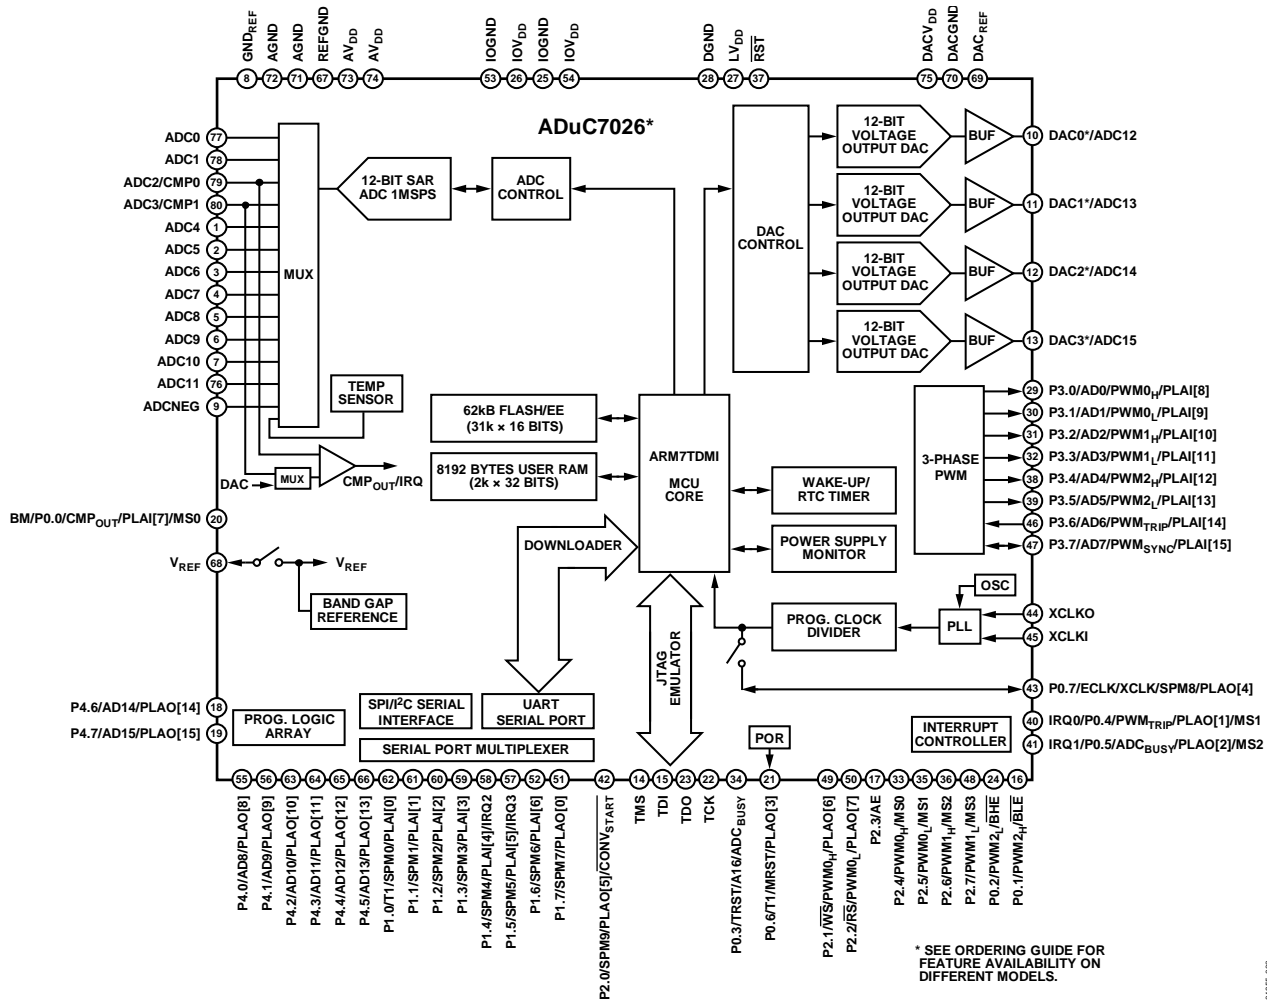 GNDREF
AGND
AGND
REFGND
AVDD
AVDD
IOGND
IOVDD
IOGND
IOVDD
DGND
LVDD
RST
DACVDD
DACGND
DACREF
8 72 71 67 73 74 53 26 25 54 28 27 37 75 70 69
ADuC7026*
ADC0 77
ADC1 78
ADC2/CMP0 79
ADC3/CMP1 80
ADC4 1
ADC5 2
ADC6 3
ADC7 4
ADC8 5
ADC9 6
ADC10 7
ADC11 76
ADCNEG 9
MUX
12-BIT SAR
ADC 1MSPS
ADC
CONTROL
DAC
CONTROL
12-BIT
VOLTAGE
OUTPUT DAC
BUF
10 DAC0*/ADC12
12-BIT
VOLTAGE
OUTPUT DAC
BUF
11 DAC1*/ADC13
12-BIT
VOLTAGE
OUTPUT DAC
BUF
12 DAC2*/ADC14
12-BIT
VOLTAGE
OUTPUT DAC
BUF
13 DAC3*/ADC15
TEMP
SENSOR
DAC
MUX
CMPOUT/IRQ
62kB FLASH/EE
(31k × 16 BITS)
8192 BYTES USER RAM
(2k × 32 BITS)
ARM7TDMI
MCU
CORE
WAKE-UP/
RTC TIMER
POWER SUPPLY
MONITOR
3-PHASE
PWM
29 P3.0/AD0/PWM0H/PLAI[8]
30 P3.1/AD1/PWM0L/PLAI[9]
31 P3.2/AD2/PWM1H/PLAI[10]
32 P3.3/AD3/PWM1L/PLAI[11]
38 P3.4/AD4/PWM2H/PLAI[12]
39 P3.5/AD5/PWM2L/PLAI[13]
46 P3.6/AD6/PWMTRIP/PLAI[14]
47 P3.7/AD7/PWMSYNC/PLAI[15]
BM/P0.0/CMPOUT/PLAI[7]/MS0 20
VREF 68
VREF
BAND GAP
REFERENCE
DOWNLOADER
JTAG
EMULATOR
PROG. CLOCK
DIVIDER
PLL
OSC
44 XCLKO
45 XCLKI
43 P0.7/ECLK/XCLK/SPM8/PLAO[4]
40 IRQ0/P0.4/PWMTRIP/PLAO[1]/MS1
41 IRQ1/P0.5/ADCBUSY/PLAO[2]/MS2
P4.6/AD14/PLAO[14] 18
P4.7/AD15/PLAO[15] 19
PROG. LOGIC
ARRAY
SPI/I2C SERIAL
INTERFACE
UART
SERIAL PORT
SERIAL PORT MULTIPLEXER
POR
INTERRUPT
CONTROLLER
55 56 63 64 65 66 62 61 60 59 58 57 52 51 42 14 15 23 22 34 21 49 50 17 33 35 36 48 24 16
P4.0/AD8/PLAO[8]
P4.1/AD9/PLAO[9]
P4.2/AD10/PLAO[10]
P4.3/AD11/PLAO[11]
P4.4/AD12/PLAO[12]
P4.5/AD13/PLAO[13]
P1.0/T1/SPM0/PLAI[0]
P1.1/SPM1/PLAI[1]
P1.2/SPM2/PLAI[2]
P1.3/SPM3/PLAI[3]
P1.4/SPM4/PLAI[4]/IRQ2
P1.5/SPM5/PLAI[5]/IRQ3
P1.6/SPM6/PLAI[6]
P1.7/SPM7/PLAO[0]
P2.0/SPM9/PLAO[5]/CONVSTART
TMS
TDI
TDO
TCK
P0.3/TRST/A16/ADCBUSY
P0.6/T1/MRST/PLAO[3]
P2.1/WS/PWM0H/PLAO[6]
P2.2/RS/PWM0L/PLAO[7]
P2.3/AE
P2.4/PWM0H/MS0
P2.5/PWM0L/MS1
P2.6/PWM1H/MS2
P2.7/PWM1L/MS3
P0.2/PWM2L/BHE
P0.1/PWM2H/BLE
* SEE ORDERING GUIDE FOR
FEATURE AVAILABILITY ON
DIFFERENT MODELS.